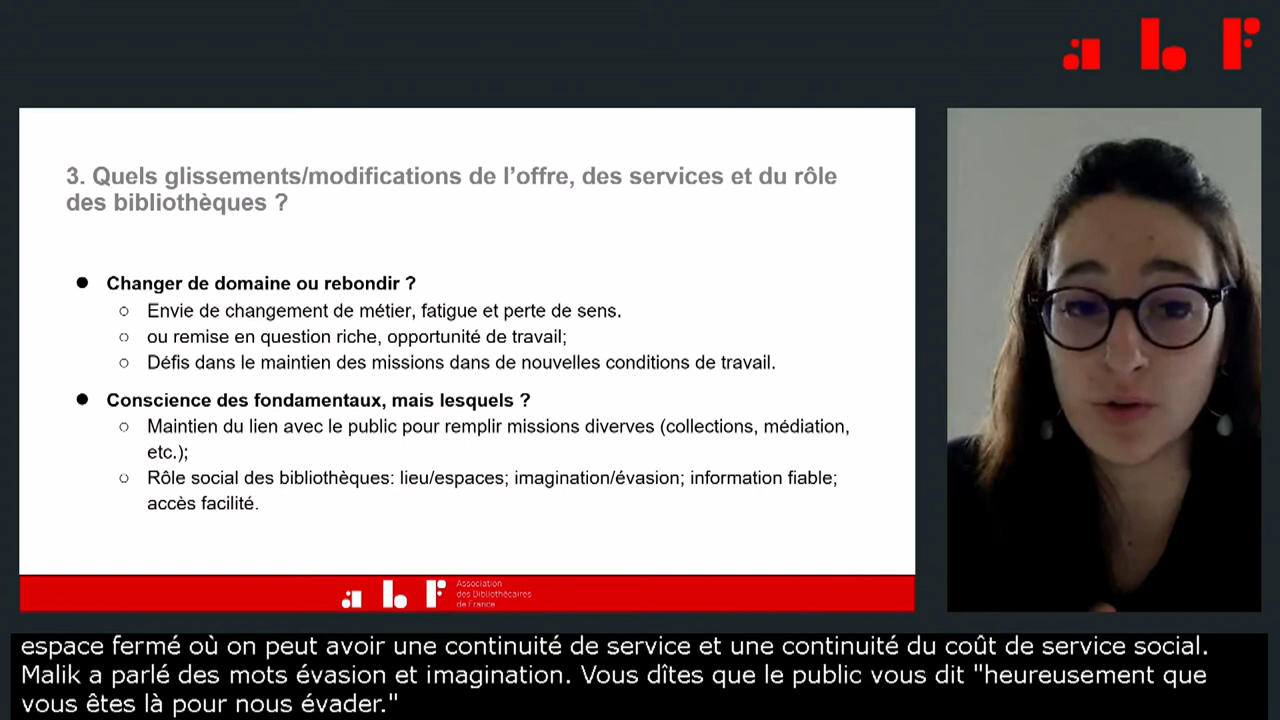 abf
3. Quels glissements/modifications de l’offre, des services et du rôle
des bibliothèques ?
● Changer de domaine ou rebondir ?
○ Envie de changement de métier, fatigue et perte de sens.
○ ou remise en question riche, opportunité de travail;
○ Défis dans le maintien des missions dans de nouvelles conditions de travail.
● Conscience des fondamentaux, mais lesquels ?
○ Maintien du lien avec le public pour remplir missions diverses (collections, médiation,
etc.);
○ Rôle social des bibliothèques: lieu/espaces; imagination/évasion; information fiable;
accès facilité.
abf
Association
des Bibliothécaires
de France
espace fermé où on peut avoir une continuité de service et une continuité du coût de service social.
Malik a parlé des mots évasion et imagination. Vous dîtes que le public vous dit "heureusement que
vous êtes là pour nous évader."